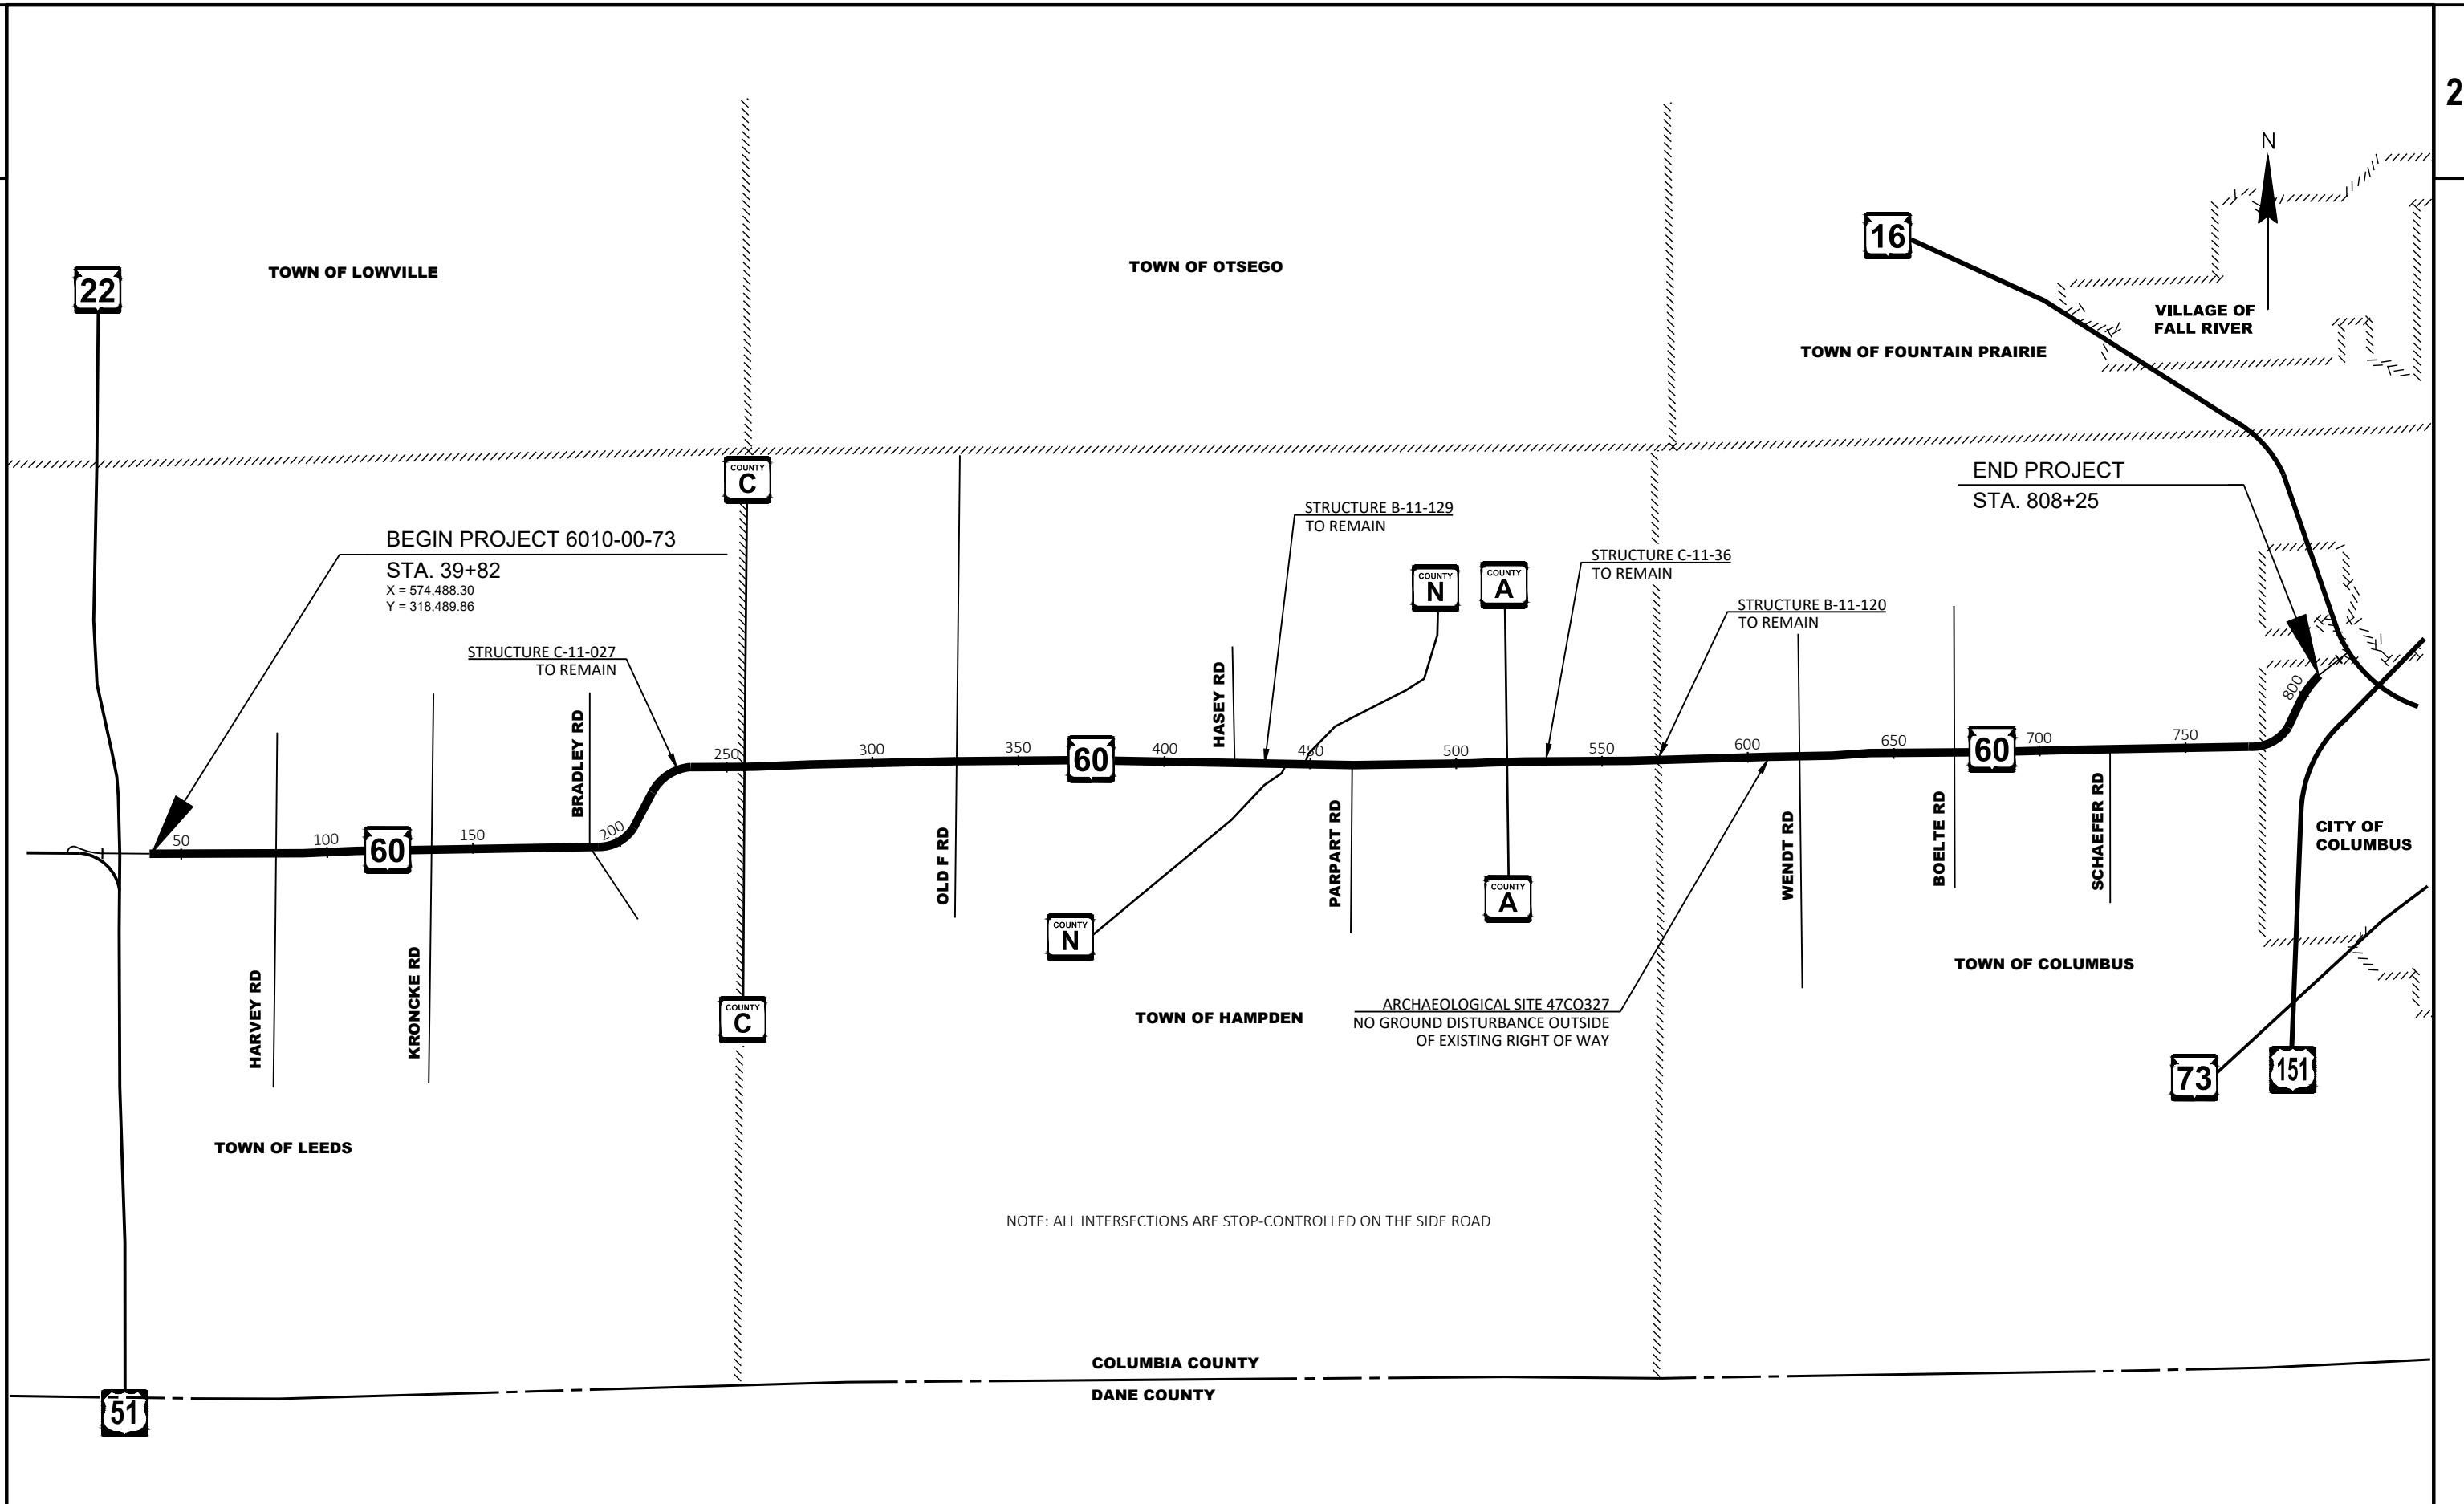 2
N
16
TOWN OF LOWVILLE
TOWN OF OTSEGO
22
VILLAGE OF
FALL RIVER
TOWN OF FOUNTAIN PRAIRIE
COUNTY
C
END PROJECT
STA. 808+25
BEGIN PROJECT 6010-00-73
STA. 39+82
X = 574,488.30
Y = 318,489.86
STRUCTURE B-11-129
TO REMAIN
STRUCTURE C-11-36
TO REMAIN
COUNTY
N
COUNTY
A
STRUCTURE B-11-120
TO REMAIN
STRUCTURE C-11-027
TO REMAIN
HASEY RD
BRADLEY RD
50
100
60
150
200
250
300
350
60
400
450
500
550
600
650
60
700
750
800
OLD F RD
PARPART RD
WENDT RD
BOELTE RD
SCHAEFER RD
CITY OF
COLUMBUS
COUNTY
A
COUNTY
N
HARVEY RD
KRONCKE RD
COUNTY
C
TOWN OF COLUMBUS
TOWN OF HAMPDEN
ARCHAEOLOGICAL SITE 47CO327
NO GROUND DISTURBANCE OUTSIDE
OF EXISTING RIGHT OF WAY
73
151
TOWN OF LEEDS
NOTE: ALL INTERSECTIONS ARE STOP-CONTROLLED ON THE SIDE ROAD
COLUMBIA COUNTY
DANE COUNTY
51